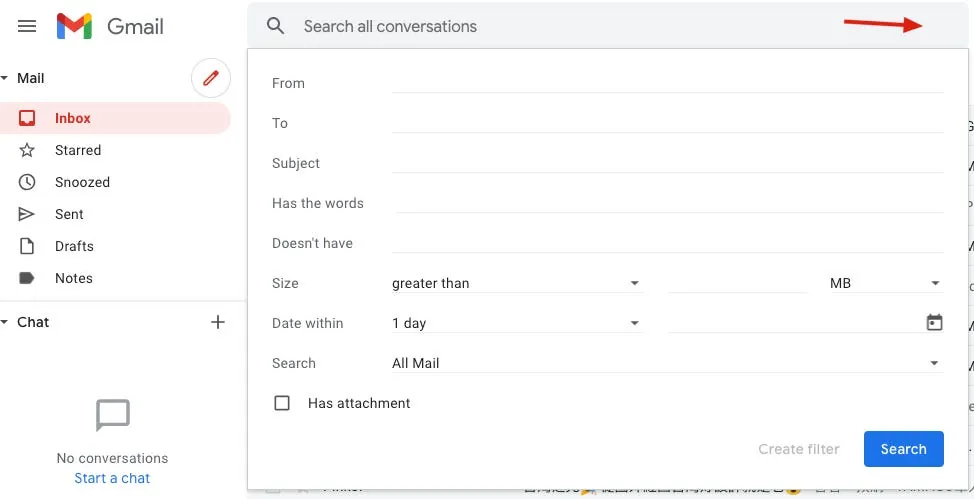 Gmail
Search all conversations
Mail
Inbox
Starred
Snoozed
Sent
Drafts
Notes
Chat
No conversations
Start a chat
From
To
Subject
Has the words
Doesn't have
Size greater than MB
Date within 1 day
Search All Mail
Has attachment
Create filter Search